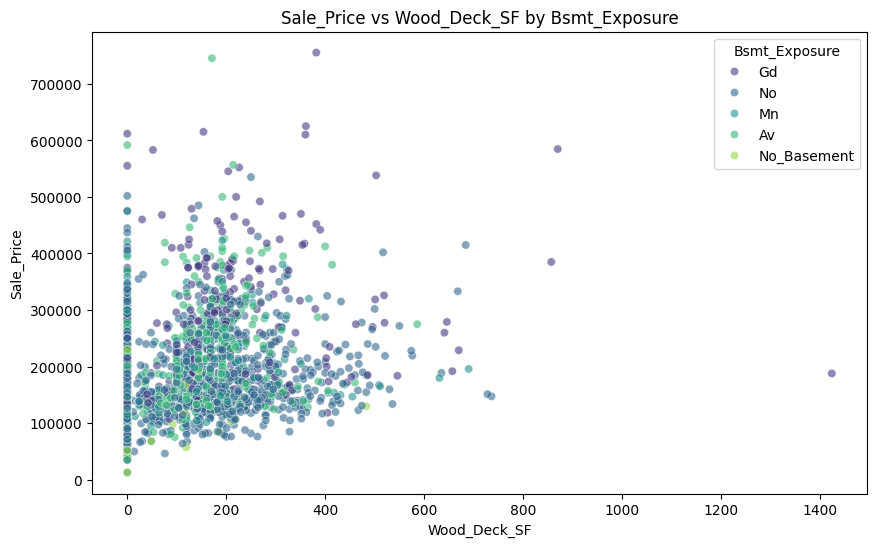 Sale_Price vs Wood_Deck_SF by Bsmt_Exposure
Bsmt_Exposure
Gd
No
Mn
Av
No_Basement
Sale_Price
700000
600000
500000
400000
300000
200000
100000
0
0 200 400 600 800 1000 1200 1400
Wood_Deck_SF